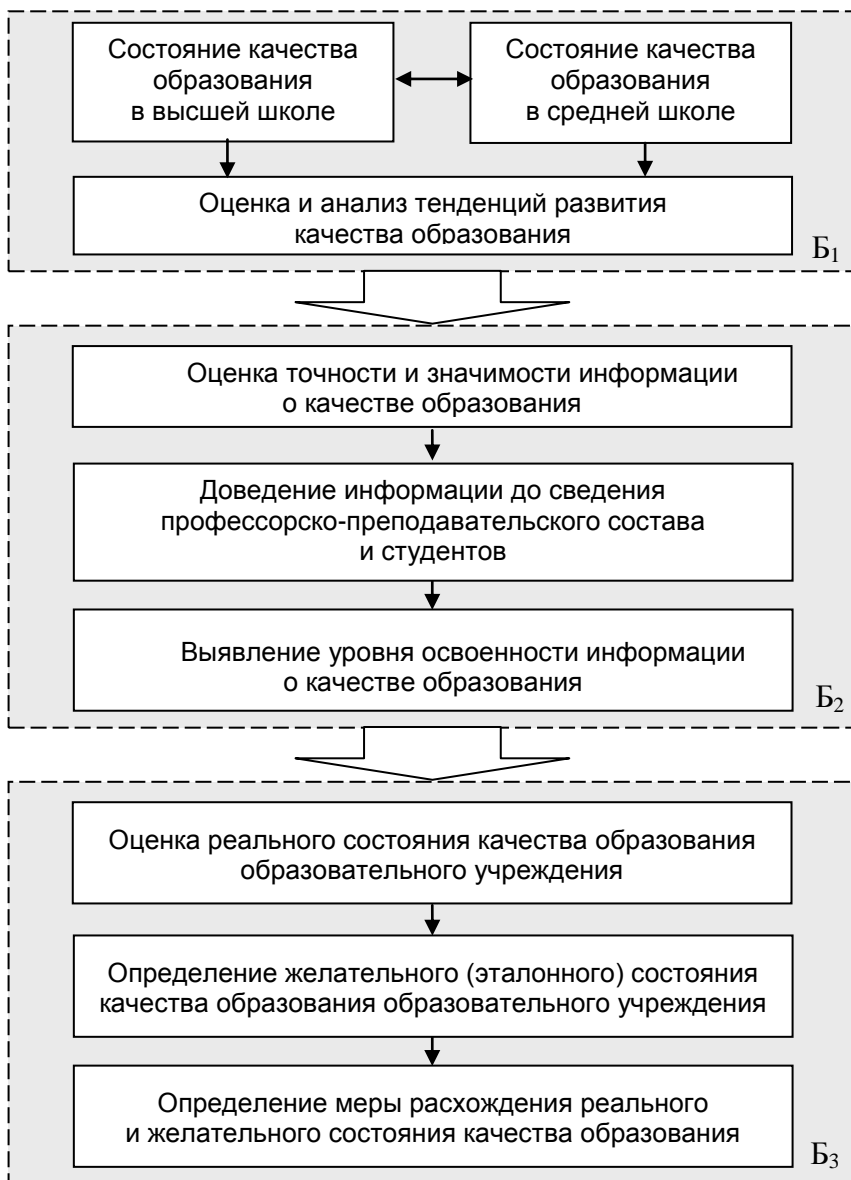 Состояние качества
образования
в высшей школе
Состояние качества
образования
в средней школе
Оценка и анализ тенденций развития
качества образования
Б₁
Оценка точности и значимости информации
о качестве образования
Доведение информации до сведения
профессорско-преподавательского состава
и студентов
Выявление уровня освоенности информации
о качестве образования
Б₂
Оценка реального состояния качества образования
образовательного учреждения
Определение желательного (эталонного) состояния
качества образования образовательного учреждения
Определение меры расхождения реального
и желательного состояния качества образования
Б₃